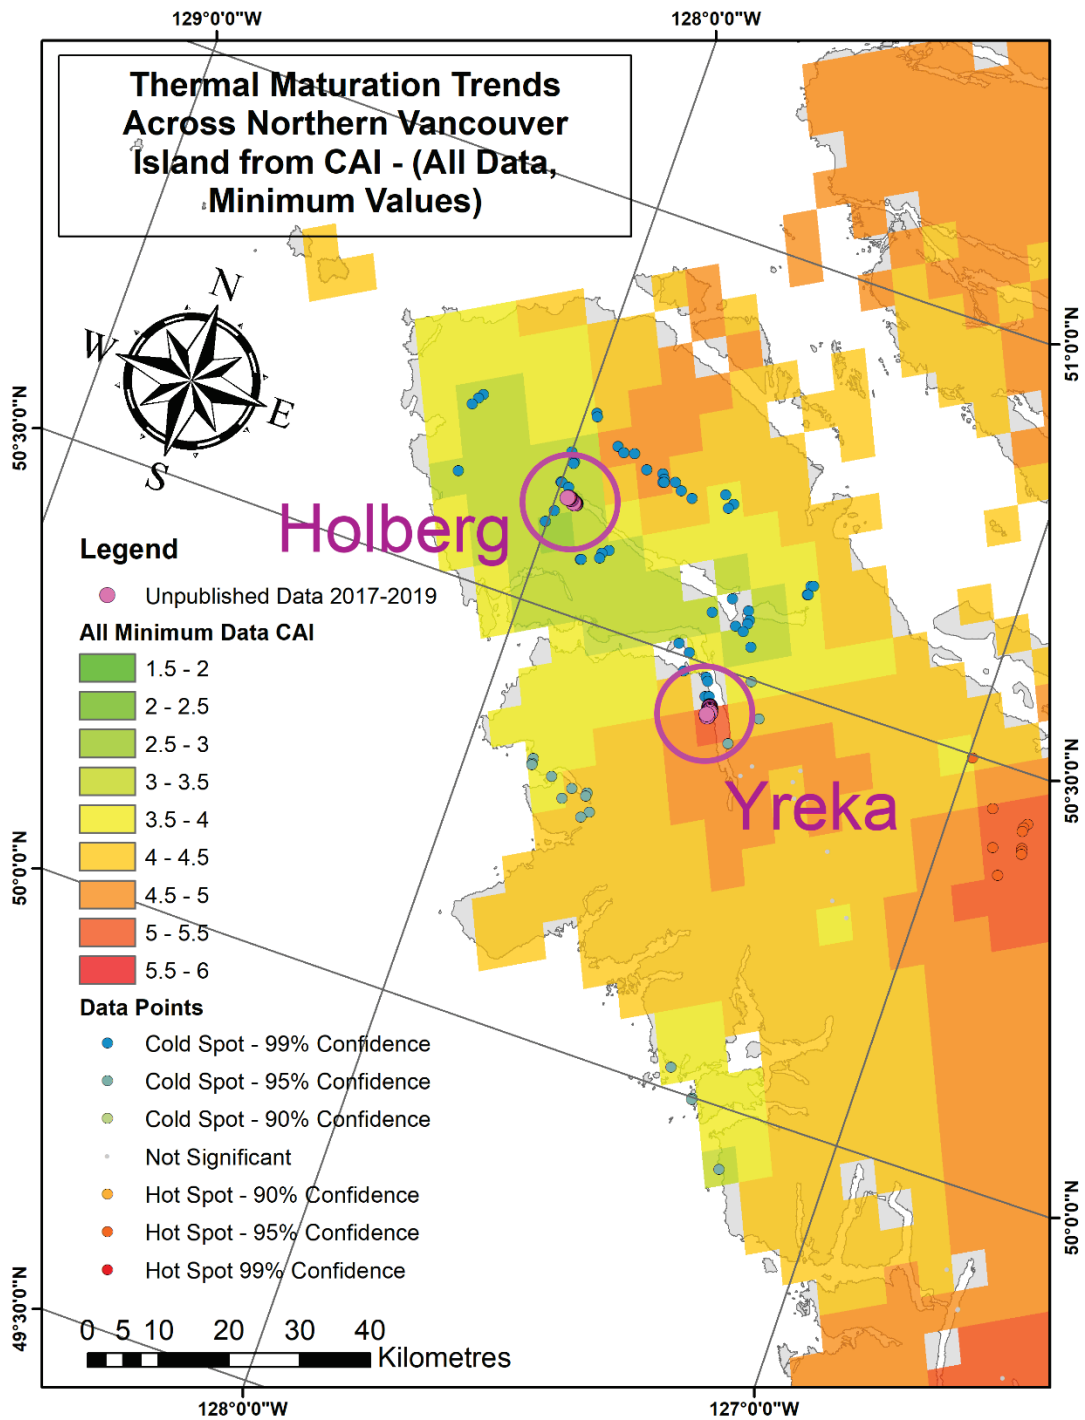 129°0'0"W
128°0'0"W
Thermal Maturation Trends
Across Northern Vancouver
Island from CAI - (All Data,
Minimum Values)
N
W
E
S
51°0'0"N
50°30'0"N
Holberg
Legend
Unpublished Data 2017-2019
All Minimum Data CAI
1.5 - 2
2 - 2.5
2.5 - 3
3 - 3.5
3.5 - 4
4 - 4.5
4.5 - 5
5 - 5.5
5.5 - 6
Yreka
50°30'0"N
50°0'0"N
Data Points
Cold Spot - 99% Confidence
Cold Spot - 95% Confidence
Cold Spot - 90% Confidence
Not Significant
Hot Spot - 90% Confidence
Hot Spot - 95% Confidence
Hot Spot 99% Confidence
50°0'0"N
49°30'0"N
0 5 10 20 30 40
Kilometres
128°0'0"W
127°0'0"W